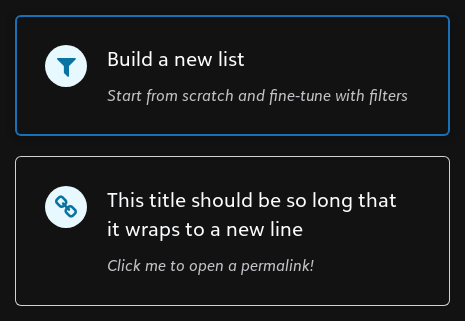 Build a new list
Start from scratch and fine-tune with filters
This title should be so long that
it wraps to a new line
Click me to open a permalink!